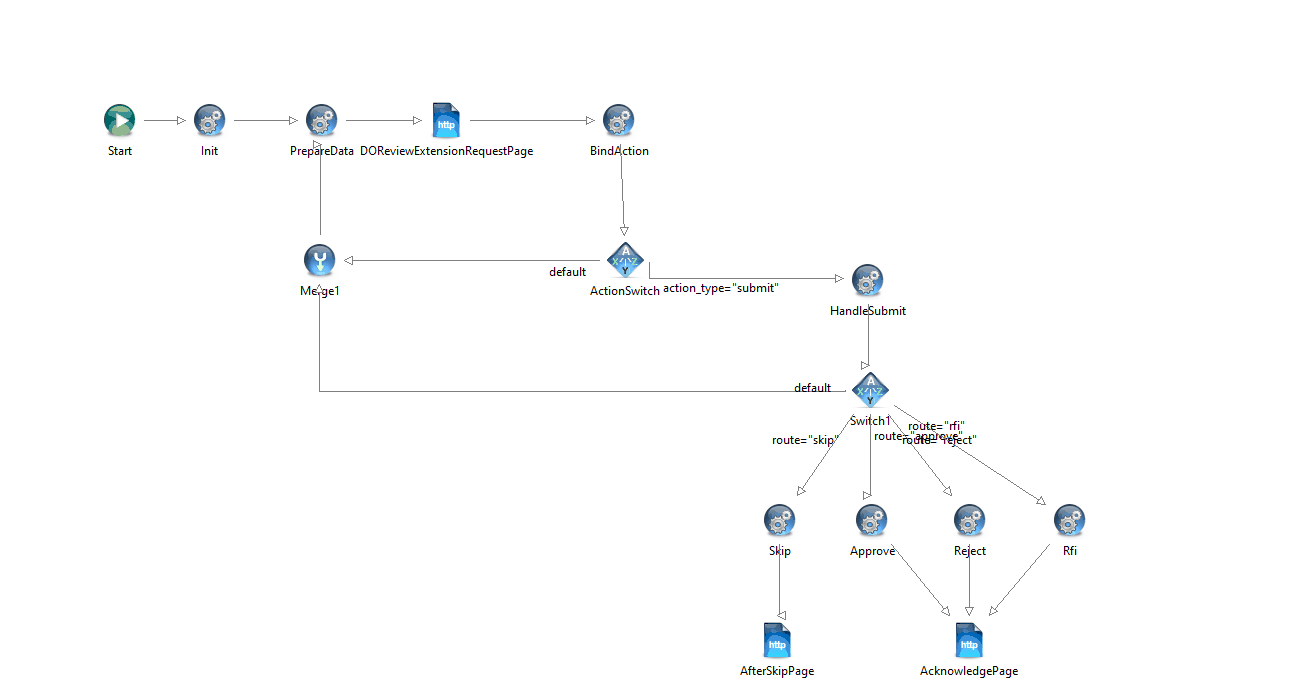 Start
Init
PrepareData
http
DOReviewExtensionRequestPage
BindAction
Merge1
default
A
X
Z
Y
ActionSwitch
action_type="submit"
HandleSubmit
default
A
X
Z
Y
Switch1
route="skip"
route="approve"
route="reject"
route="rfi"
Skip
Approve
Reject
Rfi
http
AfterSkipPage
http
AcknowledgePage